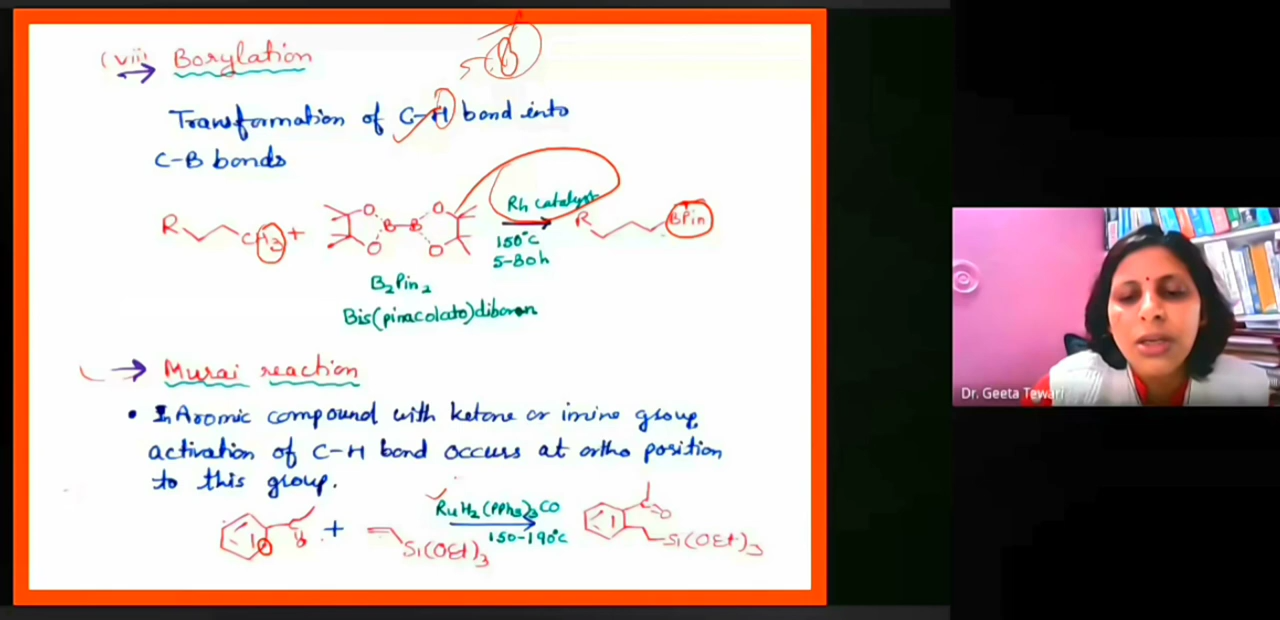 (vii) Borylation
B
Transformation of C-H bond into
C-B bonds
R CH3 + O O B-B O O Rh catalyst R BPin
150°C
5-80h
B2Pin2
Bis(pinacolato)diboron
→ Murai reaction
• In Aromic compound with ketone or imine group,
activation of C-H bond occurs at ortho position
to this group.
O + Si(OEt)3 RuH2(PPh3)3CO C=O Si(OEt)3
150-190°C
Dr. Geeta Tewari